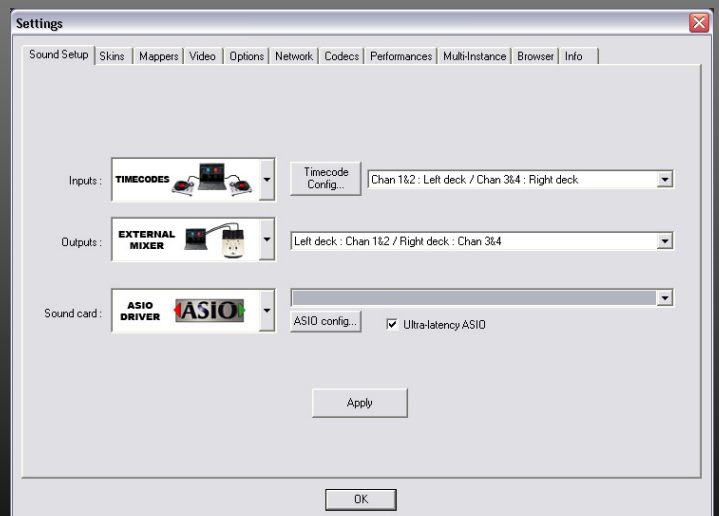 Settings
Sound Setup Skins Mappers Video Options Network Codecs Performances Multi-Instance Browser Info
Inputs :
TIMECODES
Timecode
Config...
Chan 1&2 : Left deck / Chan 3&4 : Right deck
Outputs :
EXTERNAL
MIXER
Left deck : Chan 1&2 / Right deck : Chan 3&4
Sound card :
ASIO
DRIVER
ASIO
ASIO config...
Ultra-latency ASIO
Apply
OK